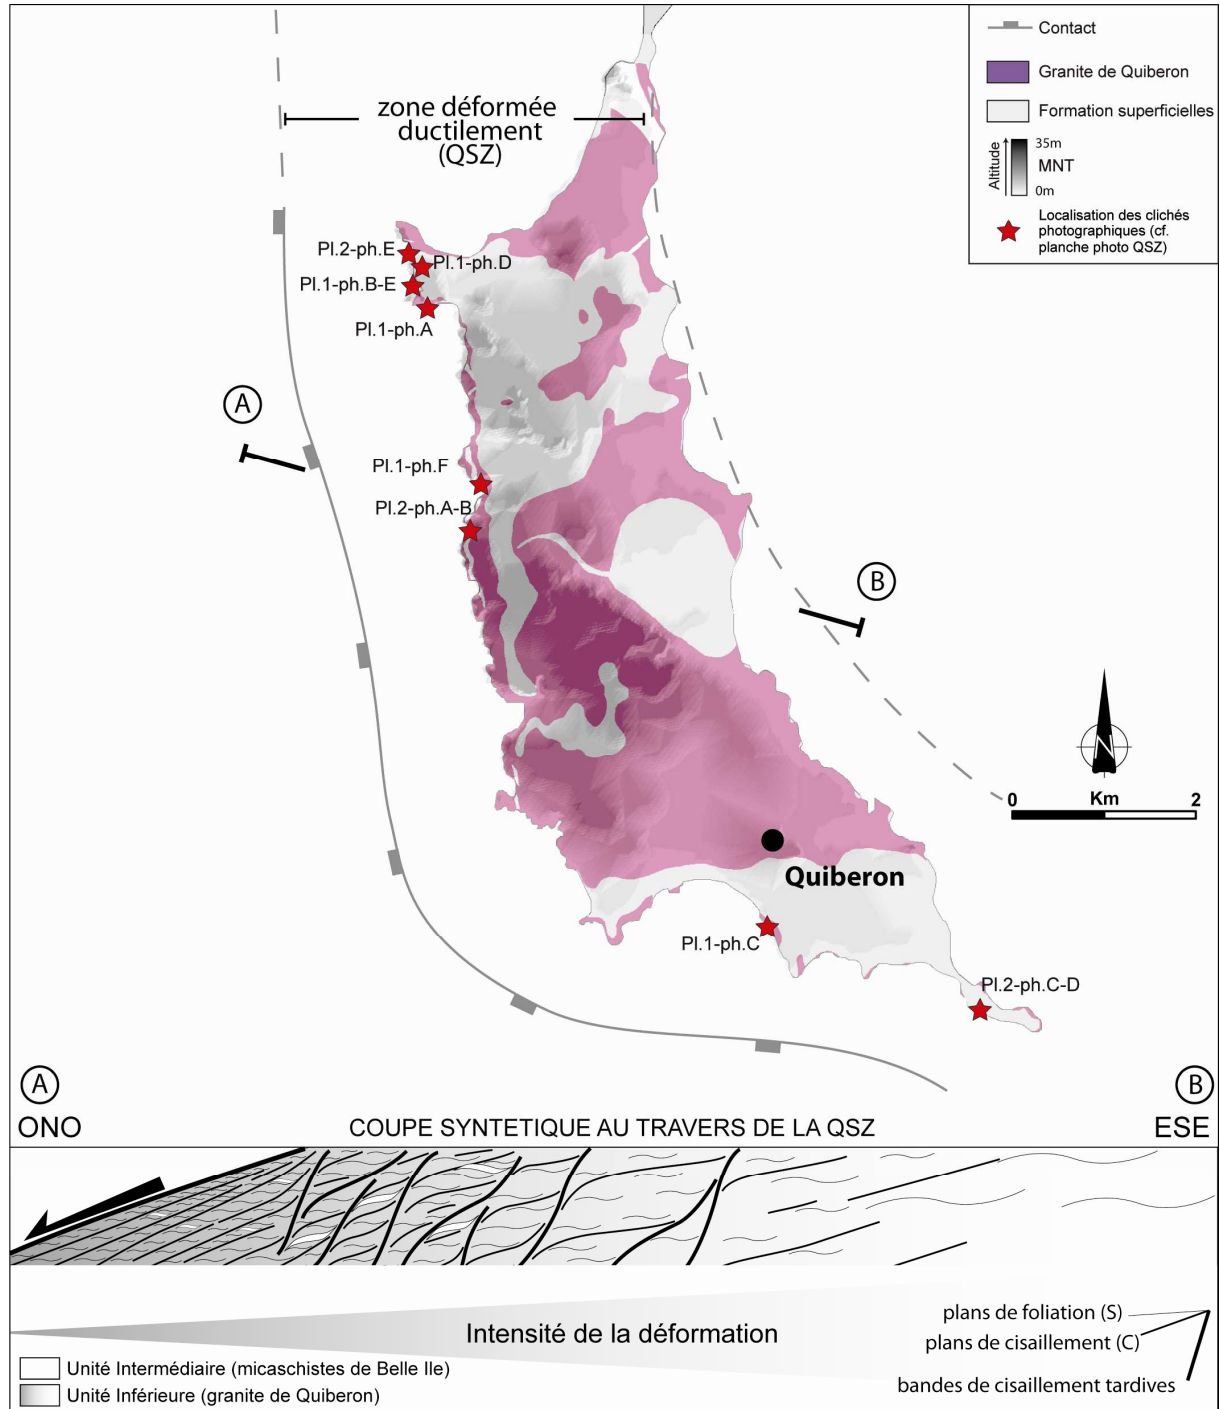 Contact
Granite de Quiberon
Formation superficielles
Altitude
35m
MNT
0m
Localisation des clichés
photographiques (cf.
planche photo QSZ)
zone déformée
ductilement
(QSZ)
Pl.2-ph.E
Pl.1-ph.D
Pl.1-ph.B-E
Pl.1-ph.A
A
Pl.1-ph.F
Pl.2-ph.A-B
B
N
0 Km 2
Quiberon
Pl.1-ph.C
Pl.2-ph.C-D
A
B
ONO
COUPE SYNTETIQUE AU TRAVERS DE LA QSZ
ESE
Intensité de la déformation
plans de foliation (S)
plans de cisaillement (C)
bandes de cisaillement tardives
Unité Intermédiaire (micaschistes de Belle Ile)
Unité Inférieure (granite de Quiberon)